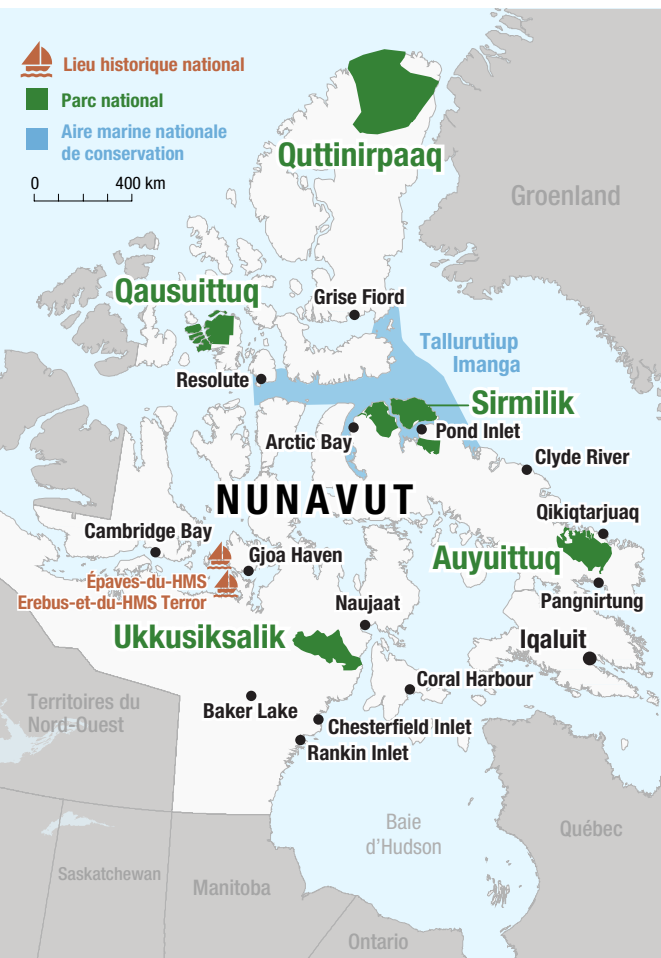 Lieu historique national
Parc national
Aire marine nationale
de conservation
0 400 km
Quttinirpaaq
Groenland
Qausuittuq
Grise Fiord
Tallurutiup
Imanga
Resolute
Sirmilik
Arctic Bay
Pond Inlet
Clyde River
NUNAVUT
Qikiqtarjuaq
Cambridge Bay
Gjoa Haven
Auyuittuq
Épaves-du-HMS
Erebus-et-du-HMS Terror
Pangnirtung
Naujaat
Ukkusiksalik
Iqaluit
Coral Harbour
Territoires du
Nord-Ouest
Baker Lake
Chesterfield Inlet
Rankin Inlet
Baie
d'Hudson
Québec
Saskatchewan
Manitoba
Ontario